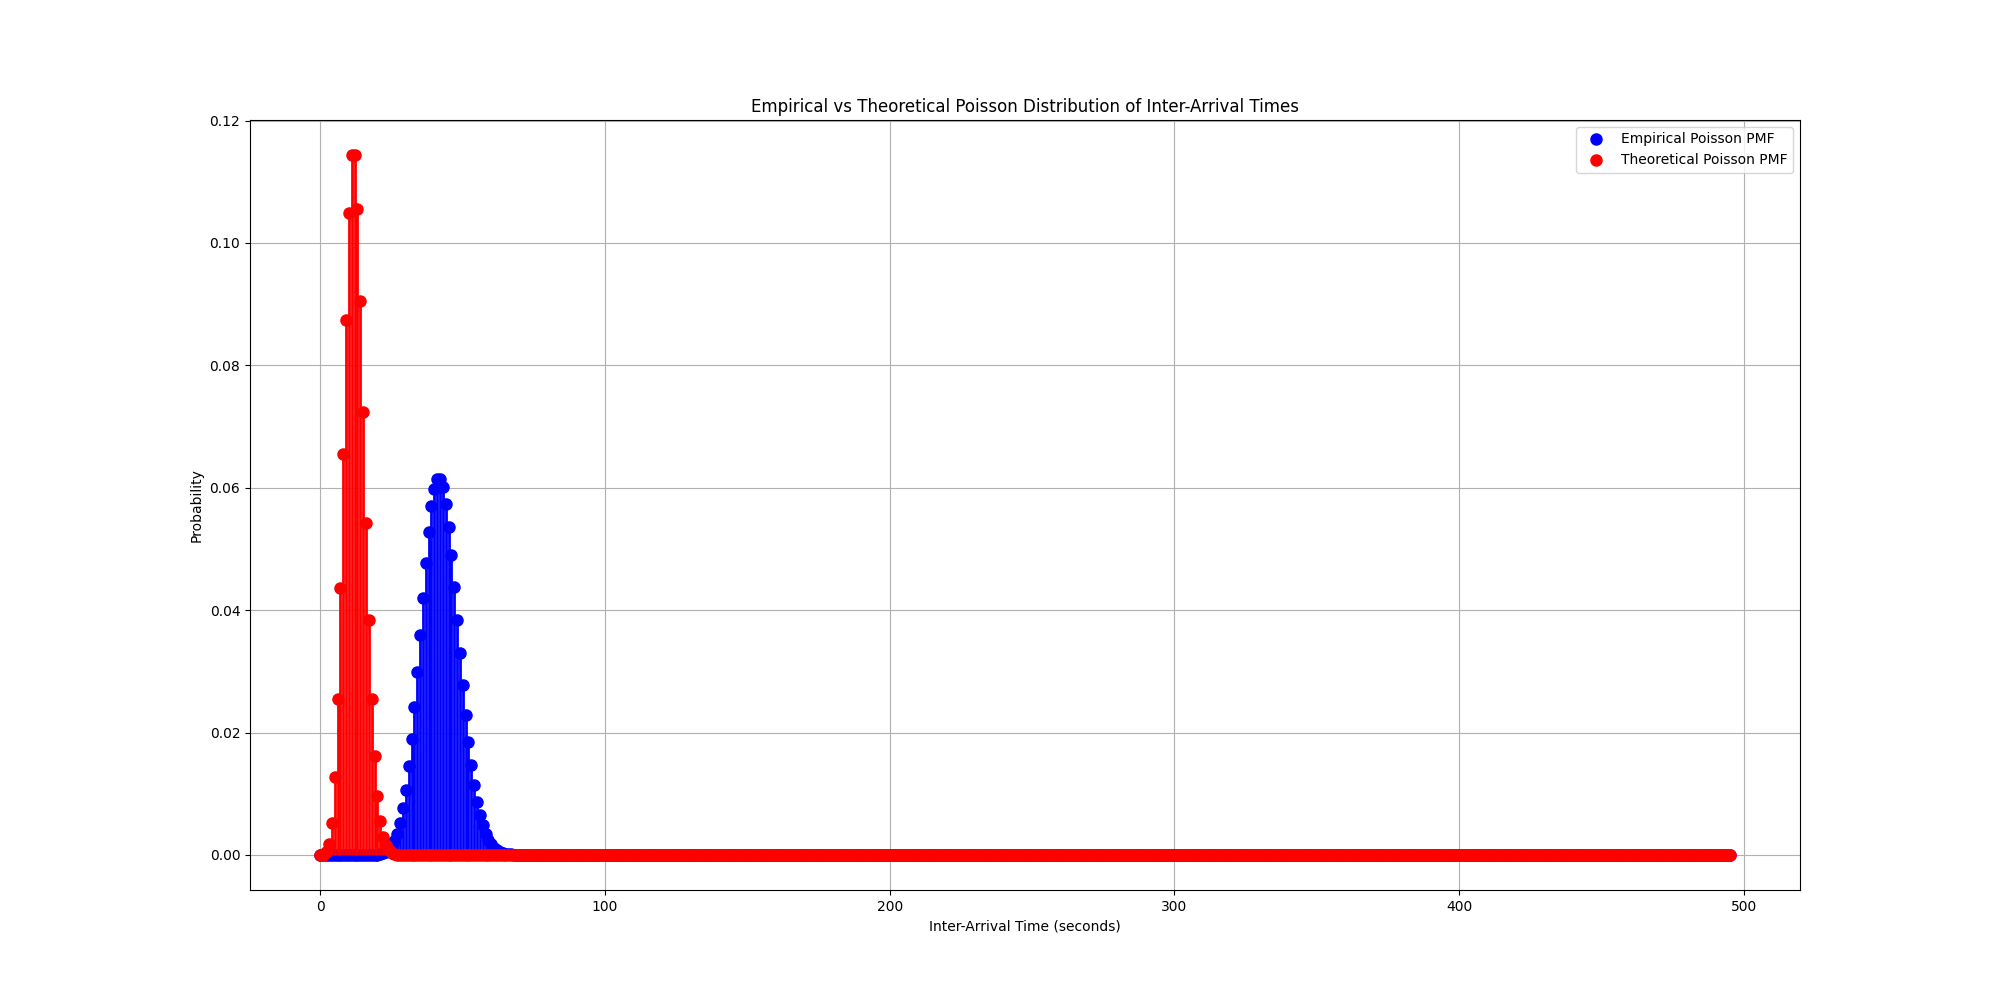 Empirical vs Theoretical Poisson Distribution of Inter-Arrival Times
Empirical Poisson PMF
Theoretical Poisson PMF
Probability
0.12
0.10
0.08
0.06
0.04
0.02
0.00
0 100 200 300 400 500
Inter-Arrival Time (seconds)